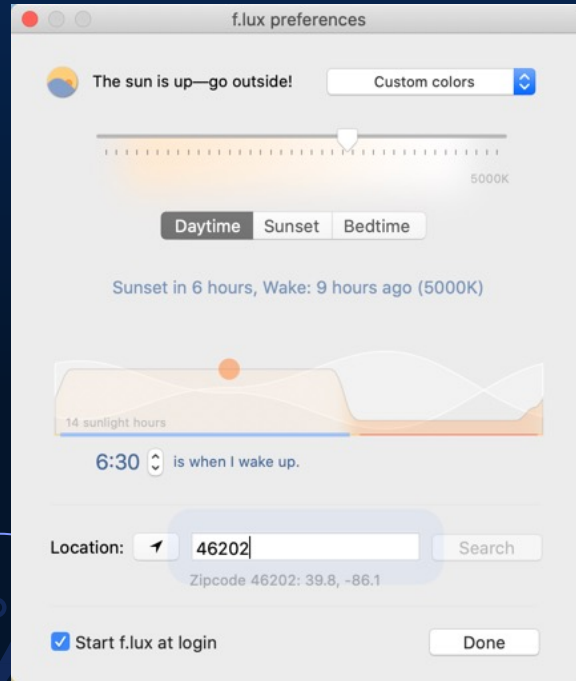 f.lux preferences
The sun is up—go outside!
Custom colors
5000K
Daytime
Sunset
Bedtime
Sunset in 6 hours, Wake: 9 hours ago (5000K)
14 sunlight hours
6:30 is when I wake up.
Location:
46202
Search
Zipcode 46202: 39.8, -86.1
Start f.lux at login
Done